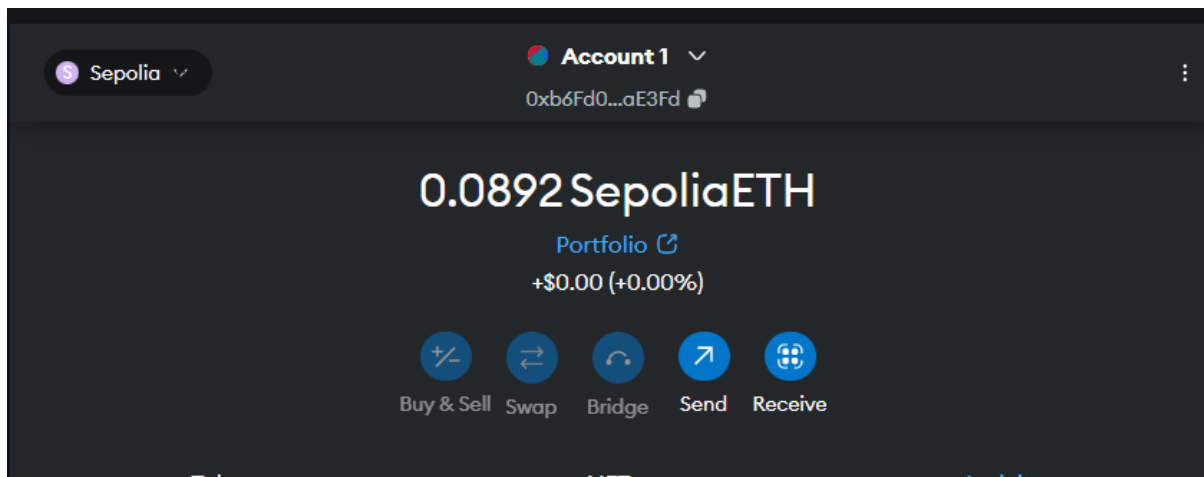 S Sepolia
Account 1
0xb6Fd0...aE3Fd
0.0892 SepoliaETH
Portfolio
+$0.00 (+0.00%)
Buy & Sell Swap Bridge Send Receive